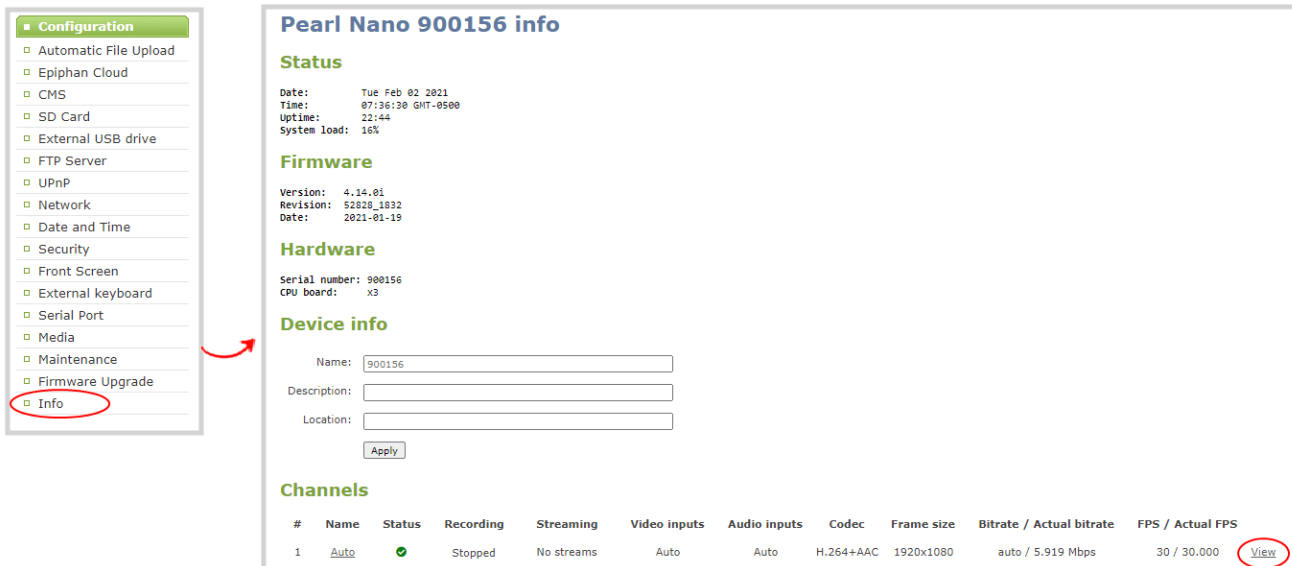 Configuration
Automatic File Upload
Epiphan Cloud
CMS
SD Card
External USB drive
FTP Server
UPnP
Network
Date and Time
Security
Front Screen
External keyboard
Serial Port
Media
Maintenance
Firmware Upgrade
Info
Pearl Nano 900156 info
Status
Date: Tue Feb 02 2021
Time: 07:36:30 GMT-0500
Uptime: 22:44
System load: 16%
Firmware
Version: 4.14.0i
Revision: 52828_1832
Date: 2021-01-19
Hardware
Serial number: 900156
CPU board: x3
Device info
Name: 900156
Description:
Location:
Apply
Channels
# Name Status Recording Streaming Video inputs Audio inputs Codec Frame size Bitrate / Actual bitrate FPS / Actual FPS
1 Auto Stopped No streams Auto Auto H.264+AAC 1920x1080 auto / 5.919 Mbps 30 / 30.000 View